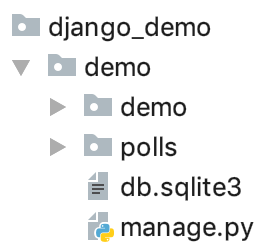 django_demo
demo
demo
polls
db.sqlite3
manage.py